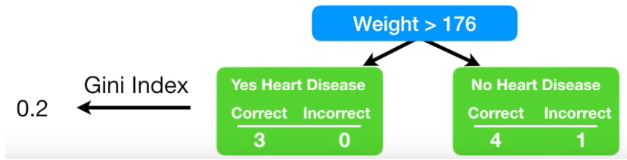 Weight > 176
Gini Index
0.2
Yes Heart Disease
Correct Incorrect
3 0
No Heart Disease
Correct Incorrect
4 1